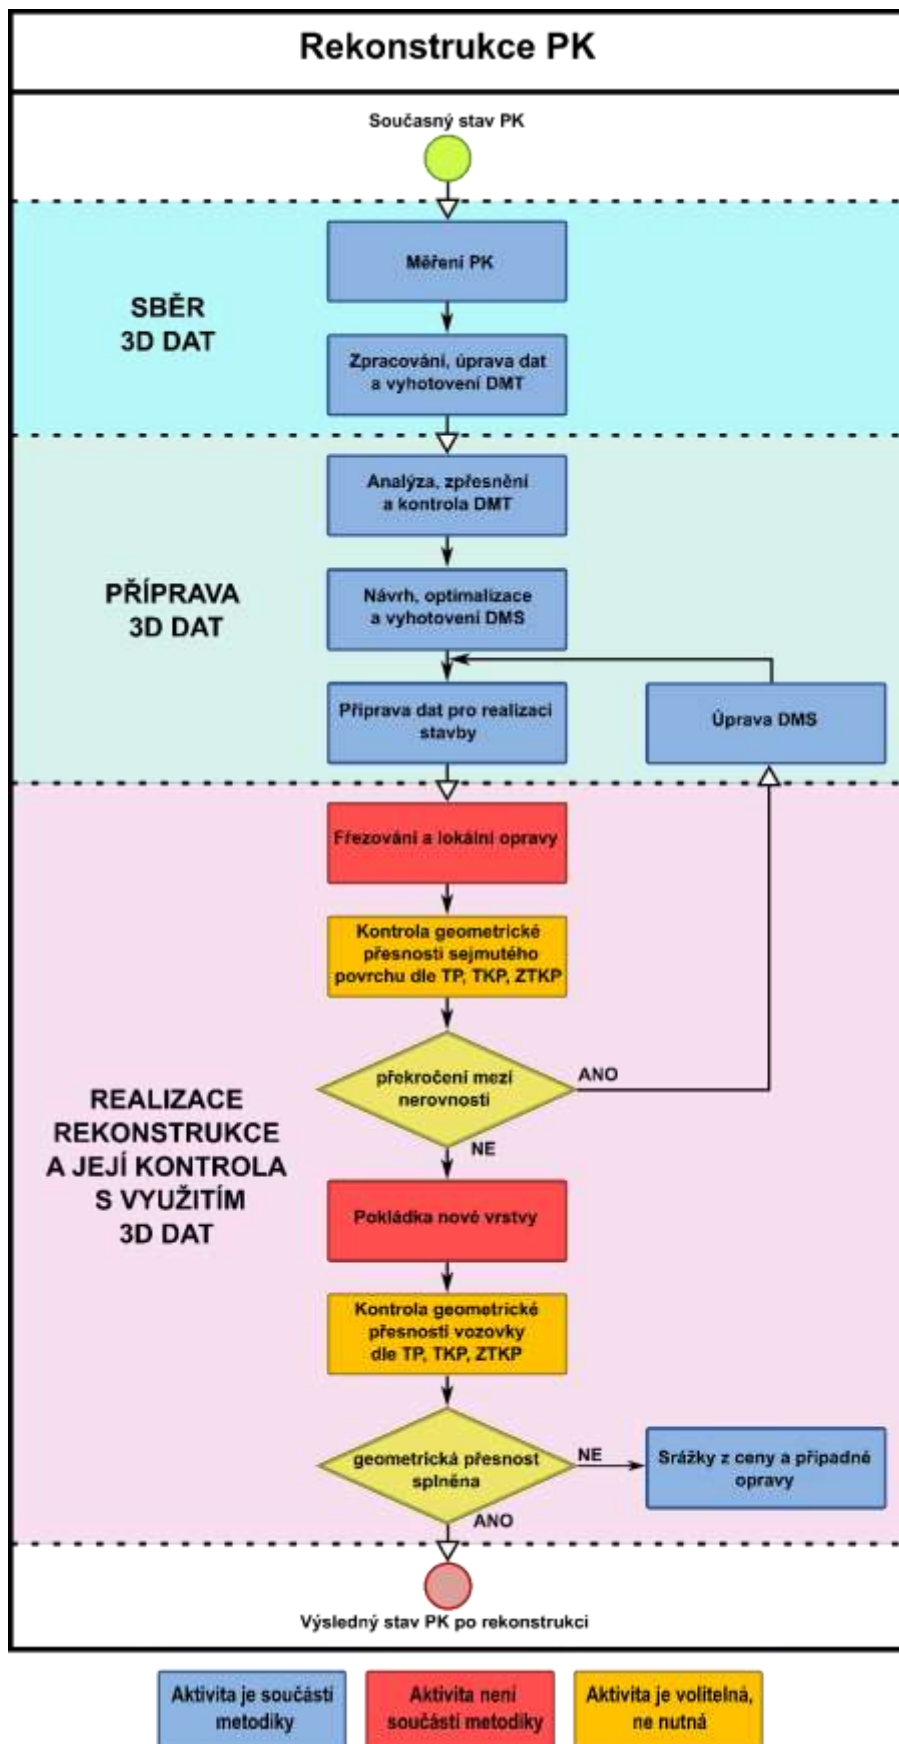 Rekonstrukce PK
Současný stav PK
SBĚR
3D DAT
Měření PK
Zpracování, úprava dat
a vyhotovení DMT
PŘÍPRAVA
3D DAT
Analýza, zpřesnění
a kontrola DMT
Návrh, optimalizace
a vyhotovení DMS
Příprava dat pro realizaci
stavby
Úprava DMS
REALIZACE
REKONSTRUKCE
A JEJÍ KONTROLA
S VYUŽITÍM
3D DAT
Frézování a lokální opravy
Kontrola geometrické
přesnosti sejmutého
povrchu dle TP, TKP, ZTKP
překročení mezí
nerovností
ANO
NE
Pokládka nové vrstvy
Kontrola geometrické
přesnosti vozovky
dle TP, TKP, ZTKP
geometrická přesnost
splněna
NE
Srážky z ceny a případné
opravy
ANO
Výsledný stav PK po rekonstrukci
Aktivita je součástí
metodiky
Aktivita není
součástí metodiky
Aktivita je volitelná,
ne nutná